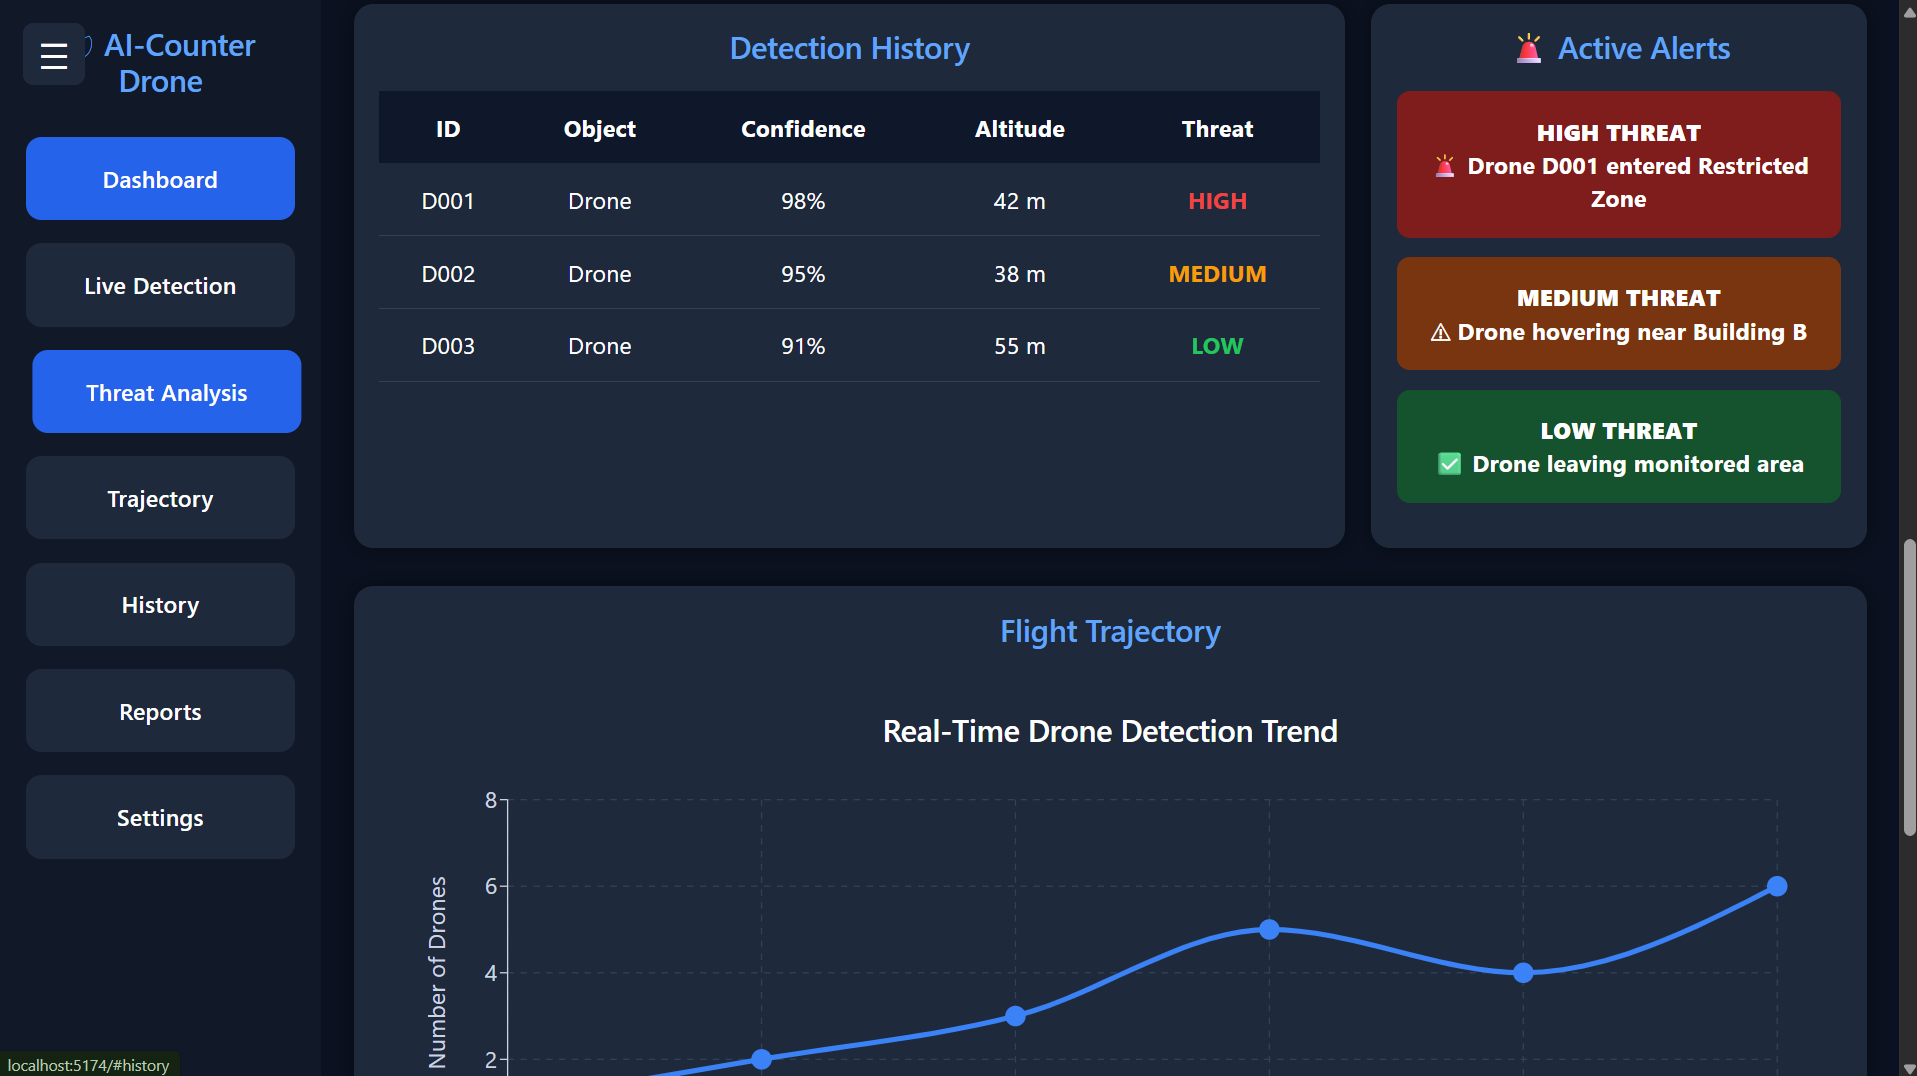 AI-Counter
Drone
Dashboard
Live Detection
Threat Analysis
Trajectory
History
Reports
Settings
Detection History
ID Object Confidence Altitude Threat
D001 Drone 98% 42 m HIGH
D002 Drone 95% 38 m MEDIUM
D003 Drone 91% 55 m LOW
🚨 Active Alerts
HIGH THREAT
🚨 Drone D001 entered Restricted
Zone
MEDIUM THREAT
⚠ Drone hovering near Building B
LOW THREAT
✅ Drone leaving monitored area
Flight Trajectory
Real-Time Drone Detection Trend
Number of Drones
8
6
4
2
localhost:5174/#history